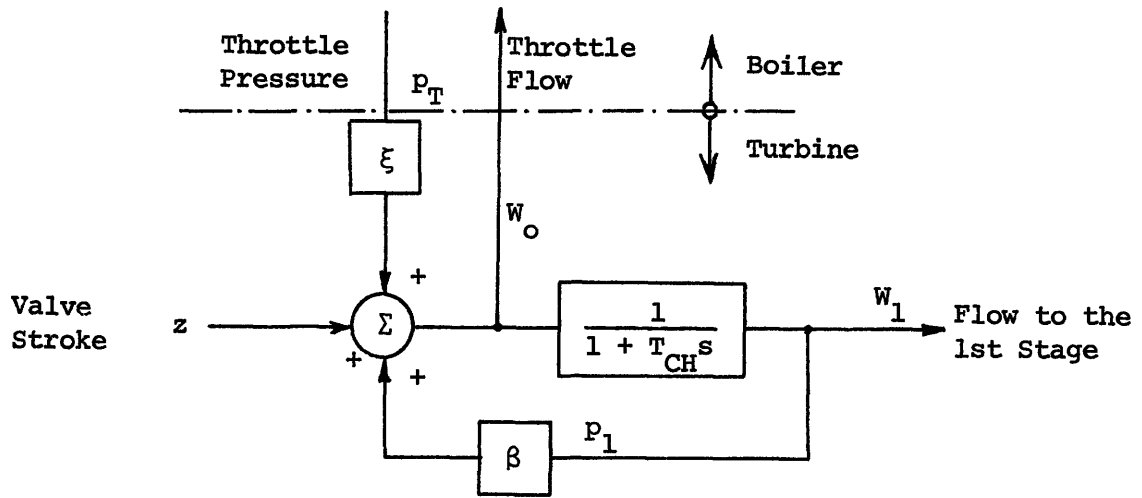 Throttle
Pressure
p_T
Throttle
Flow
Boiler
Turbine
ξ
W_o
+
Valve
Stroke
z
Σ
+
+
1
1 + T_CH s
W_1
Flow to the
1st Stage
β
p_1